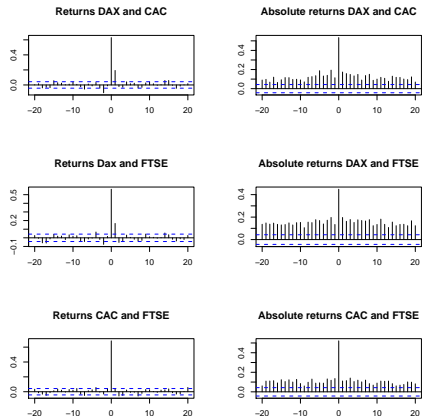 Returns DAX and CAC
Absolute returns DAX and CAC
0.0 0.4
-20 -10 0 10 20
0.0 0.2 0.4
-20 -10 0 10 20
Returns Dax and FTSE
Absolute returns DAX and FTSE
-0.1 0.2 0.5
-20 -10 0 10 20
0.0 0.2 0.4
-20 -10 0 10 20
Returns CAC and FTSE
Absolute returns CAC and FTSE
0.0 0.4
-20 -10 0 10 20
0.0 0.2 0.4
-20 -10 0 10 20